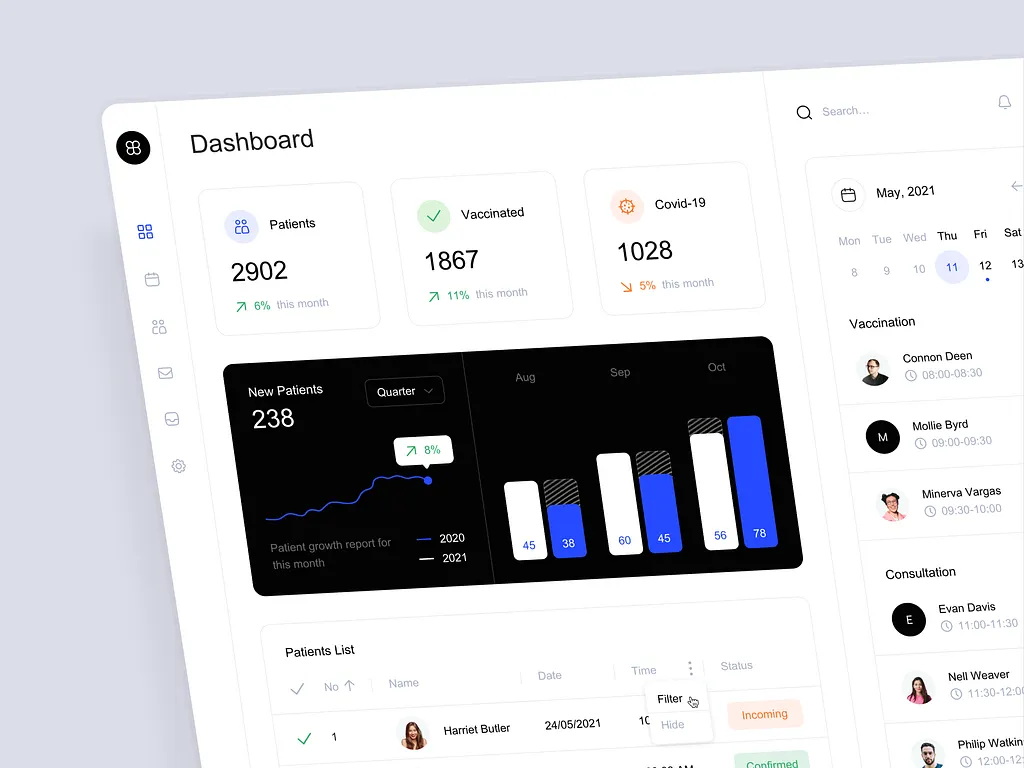 Dashboard
Search...
Patients
2902
6% this month
Vaccinated
1867
11% this month
Covid-19
1028
5% this month
May, 2021
Mon Tue Wed Thu Fri Sat
8 9 10 11 12 13
New Patients
238
Quarter
8%
Patient growth report for
this month
2020
2021
Aug Sep Oct
45 38 60 45 56 78
Vaccination
Connon Deen
08:00-08:30
M
Mollie Byrd
09:00-09:30
Minerva Vargas
09:30-10:00
Consultation
E
Evan Davis
11:00-11:30
Nell Weaver
11:30-12:00
Philip Watkin
12:00-12:
Patients List
No Name Date Time Status
Filter
Hide
1 Harriet Butler 24/05/2021 10 Incoming
AM Confirmed